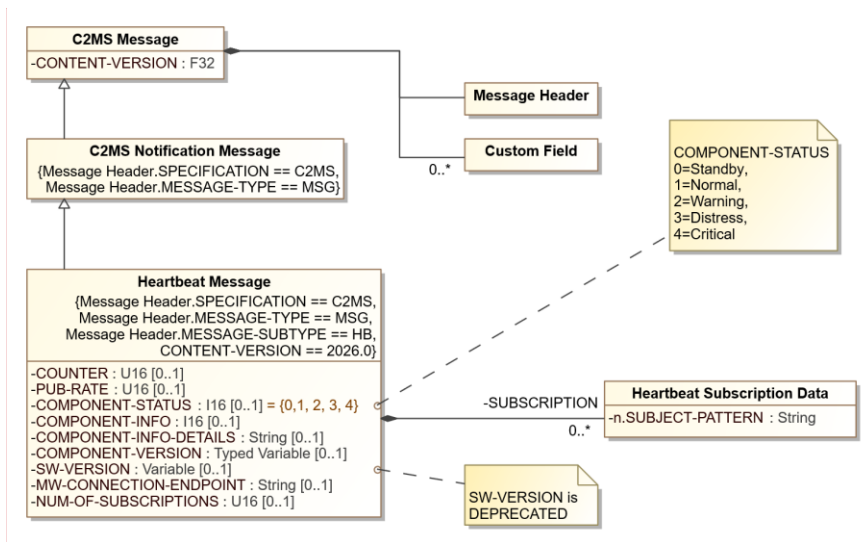 C2MS Message
-CONTENT-VERSION : F32
Message Header
Custom Field
0..*
C2MS Notification Message
{Message Header.SPECIFICATION == C2MS,
Message Header.MESSAGE-TYPE == MSG}
COMPONENT-STATUS
0=Standby,
1=Normal,
2=Warning,
3=Distress,
4=Critical
Heartbeat Message
{Message Header.SPECIFICATION == C2MS,
Message Header.MESSAGE-TYPE == MSG,
Message Header.MESSAGE-SUBTYPE == HB,
CONTENT-VERSION == 2026.0}
-COUNTER : U16 [0..1]
-PUB-RATE : U16 [0..1]
-COMPONENT-STATUS : I16 [0..1] = {0,1, 2, 3, 4}
-COMPONENT-INFO : I16 [0..1]
-COMPONENT-INFO-DETAILS : String [0..1]
-COMPONENT-VERSION : Typed Variable [0..1]
-SW-VERSION : Variable [0..1]
-MW-CONNECTION-ENDPOINT : String [0..1]
-NUM-OF-SUBSCRIPTIONS : U16 [0..1]
-SUBSCRIPTION
0..*
Heartbeat Subscription Data
-n.SUBJECT-PATTERN : String
SW-VERSION is
DEPRECATED